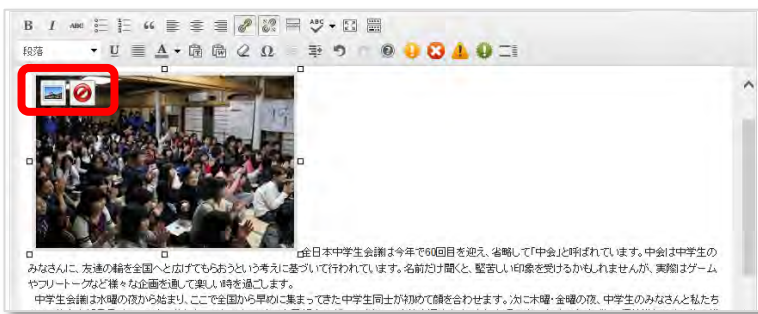 B I ABC “ ABC
段落 U A T W Ω
全日本中学生会議は今年で60回目を迎え、省略して「中会」と呼ばれています。中会は中学生の
みなさんに、友達の輪を全国へと広げてもらおうという考えに基づいて行われています。名前だけ聞くと、堅苦しい印象を受けるかもしれませんが、実際はゲーム
やフリートークなど様々な企画を通して楽しい時を過ごします。
中学生会議は水曜の夜から始まり、ここで全国から早めに集まってきた中学生同士が初めて顔を合わせます。次に木曜・金曜の夜、中学生のみなさんと私たち